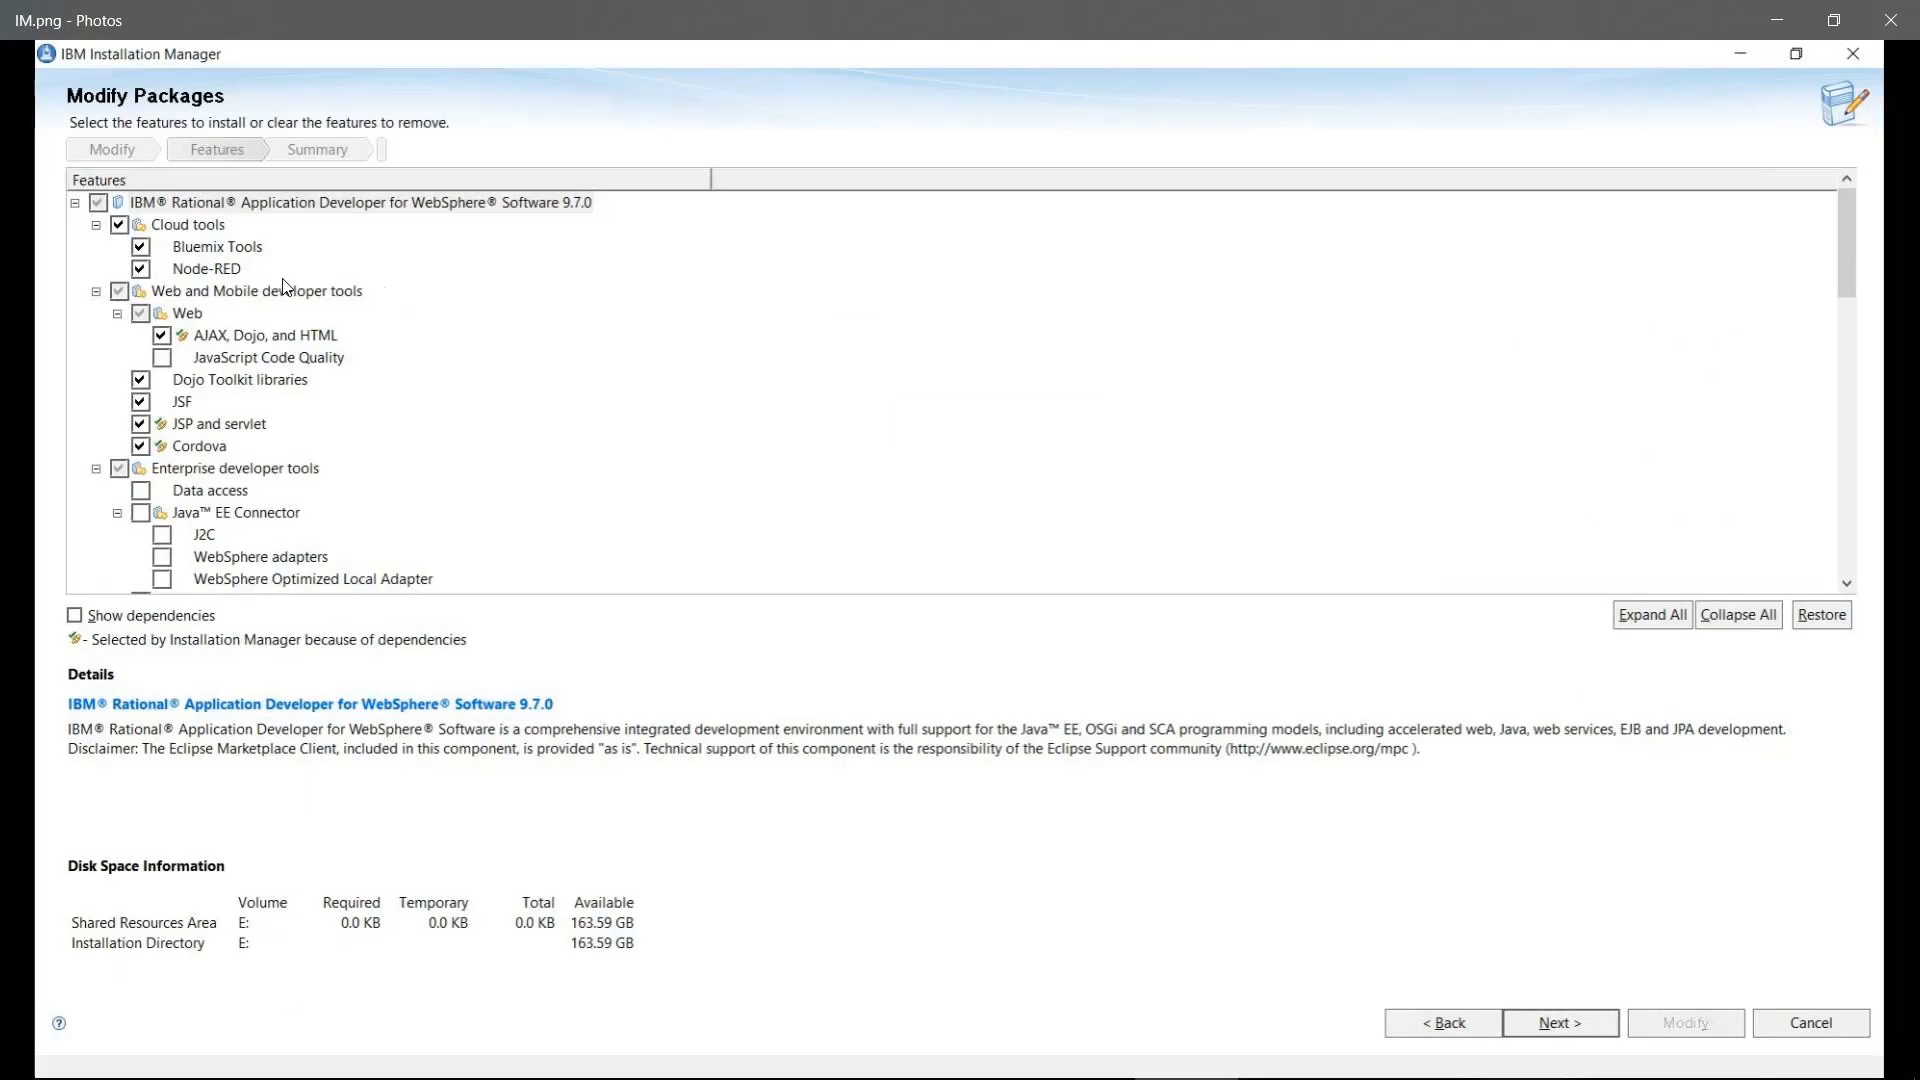 IM.png - Photos
IBM Installation Manager
Modify Packages
Select the features to install or clear the features to remove.
Modify
Features
Summary
Features
IBM® Rational® Application Developer for WebSphere® Software 9.7.0
Cloud tools
Bluemix Tools
Node-RED
Web and Mobile developer tools
Web
AJAX, Dojo, and HTML
JavaScript Code Quality
Dojo Toolkit libraries
JSF
JSP and servlet
Cordova
Enterprise developer tools
Data access
Java™ EE Connector
J2C
WebSphere adapters
WebSphere Optimized Local Adapter
Show dependencies
Expand All
Collapse All
Restore
- Selected by Installation Manager because of dependencies
Details
IBM® Rational® Application Developer for WebSphere® Software 9.7.0
IBM® Rational® Application Developer for WebSphere® Software is a comprehensive integrated development environment with full support for the Java™ EE, OSGi and SCA programming models, including accelerated web, Java, web services, EJB and JPA development.
Disclaimer: The Eclipse Marketplace Client, included in this component, is provided "as is". Technical support of this component is the responsibility of the Eclipse Support community (http://www.eclipse.org/mpc ).
Disk Space Information
Volume Required Temporary Total Available
Shared Resources Area E: 0.0 KB 0.0 KB 0.0 KB 163.59 GB
Installation Directory E: 163.59 GB
?
< Back
Next >
Modify
Cancel